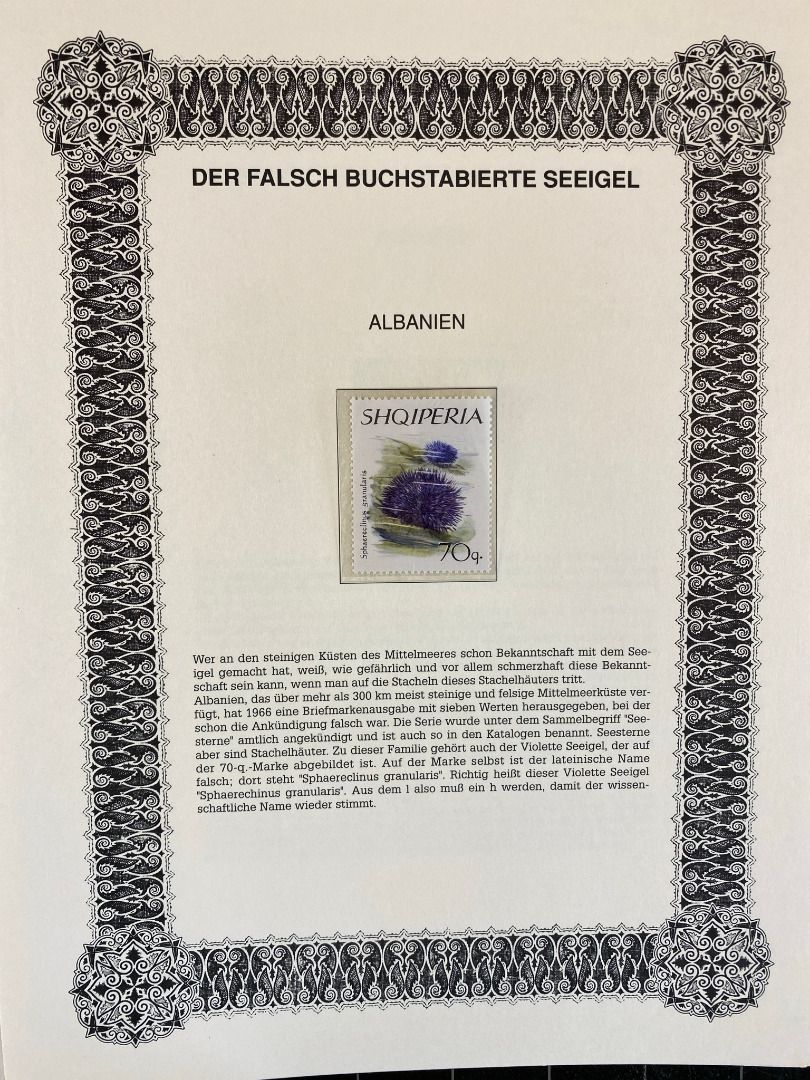 DER FALSCH BUCHSTABIERTE SEEIGEL
ALBANIEN
SHQIPERIA
Sphaereclinus granularis
70q.
Wer an den steinigen Küsten des Mittelmeeres schon Bekanntschaft mit dem See-
igel gemacht hat, weiß, wie gefährlich und vor allem schmerzhaft diese Bekannt-
schaft sein kann, wenn man auf die Stacheln dieses Stachelhäuters tritt.
Albanien, das über mehr als 300 km meist steinige und felsige Mittelmeerküste ver-
fügt, hat 1966 eine Briefmarkenausgabe mit sieben Werten herausgegeben, bei der
schon die Ankündigung falsch war. Die Serie wurde unter dem Sammelbegriff "See-
sterne" amtlich angekündigt und ist auch so in den Katalogen benannt. Seesterne
aber sind Stachelhäuter. Zu dieser Familie gehört auch der Violette Seeigel, der auf
der 70-q.-Marke abgebildet ist. Auf der Marke selbst ist der lateinische Name
falsch; dort steht "Sphaereclinus granularis". Richtig heißt dieser Violette Seeigel
"Sphaerechinus granularis". Aus dem l also muß ein h werden, damit der wissen-
schaftliche Name wieder stimmt.